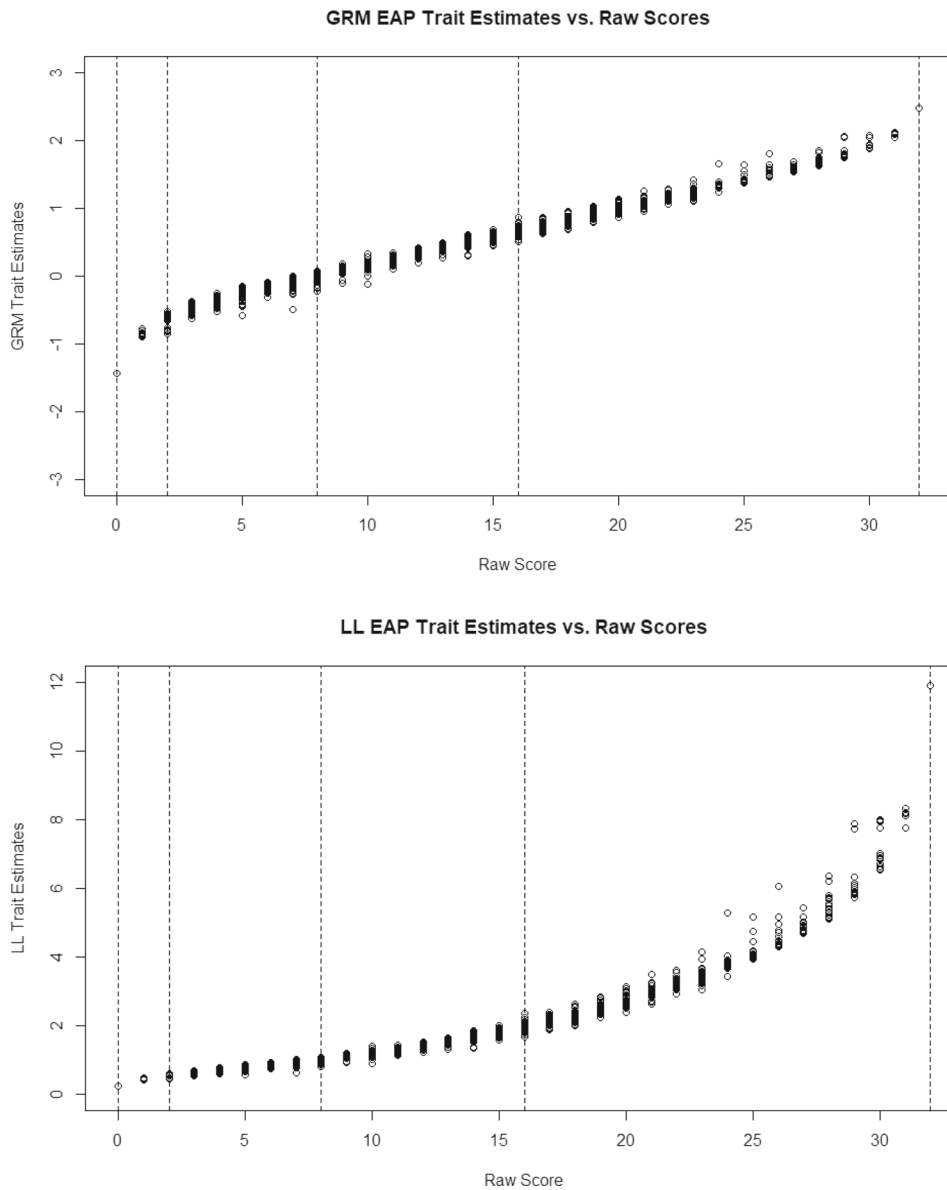 GRM EAP Trait Estimates vs. Raw Scores
GRM Trait Estimates
3
2
1
0
-1
-2
-3
0 5 10 15 20 25 30
Raw Score
LL EAP Trait Estimates vs. Raw Scores
LL Trait Estimates
12
10
8
6
4
2
0
0 5 10 15 20 25 30
Raw Score